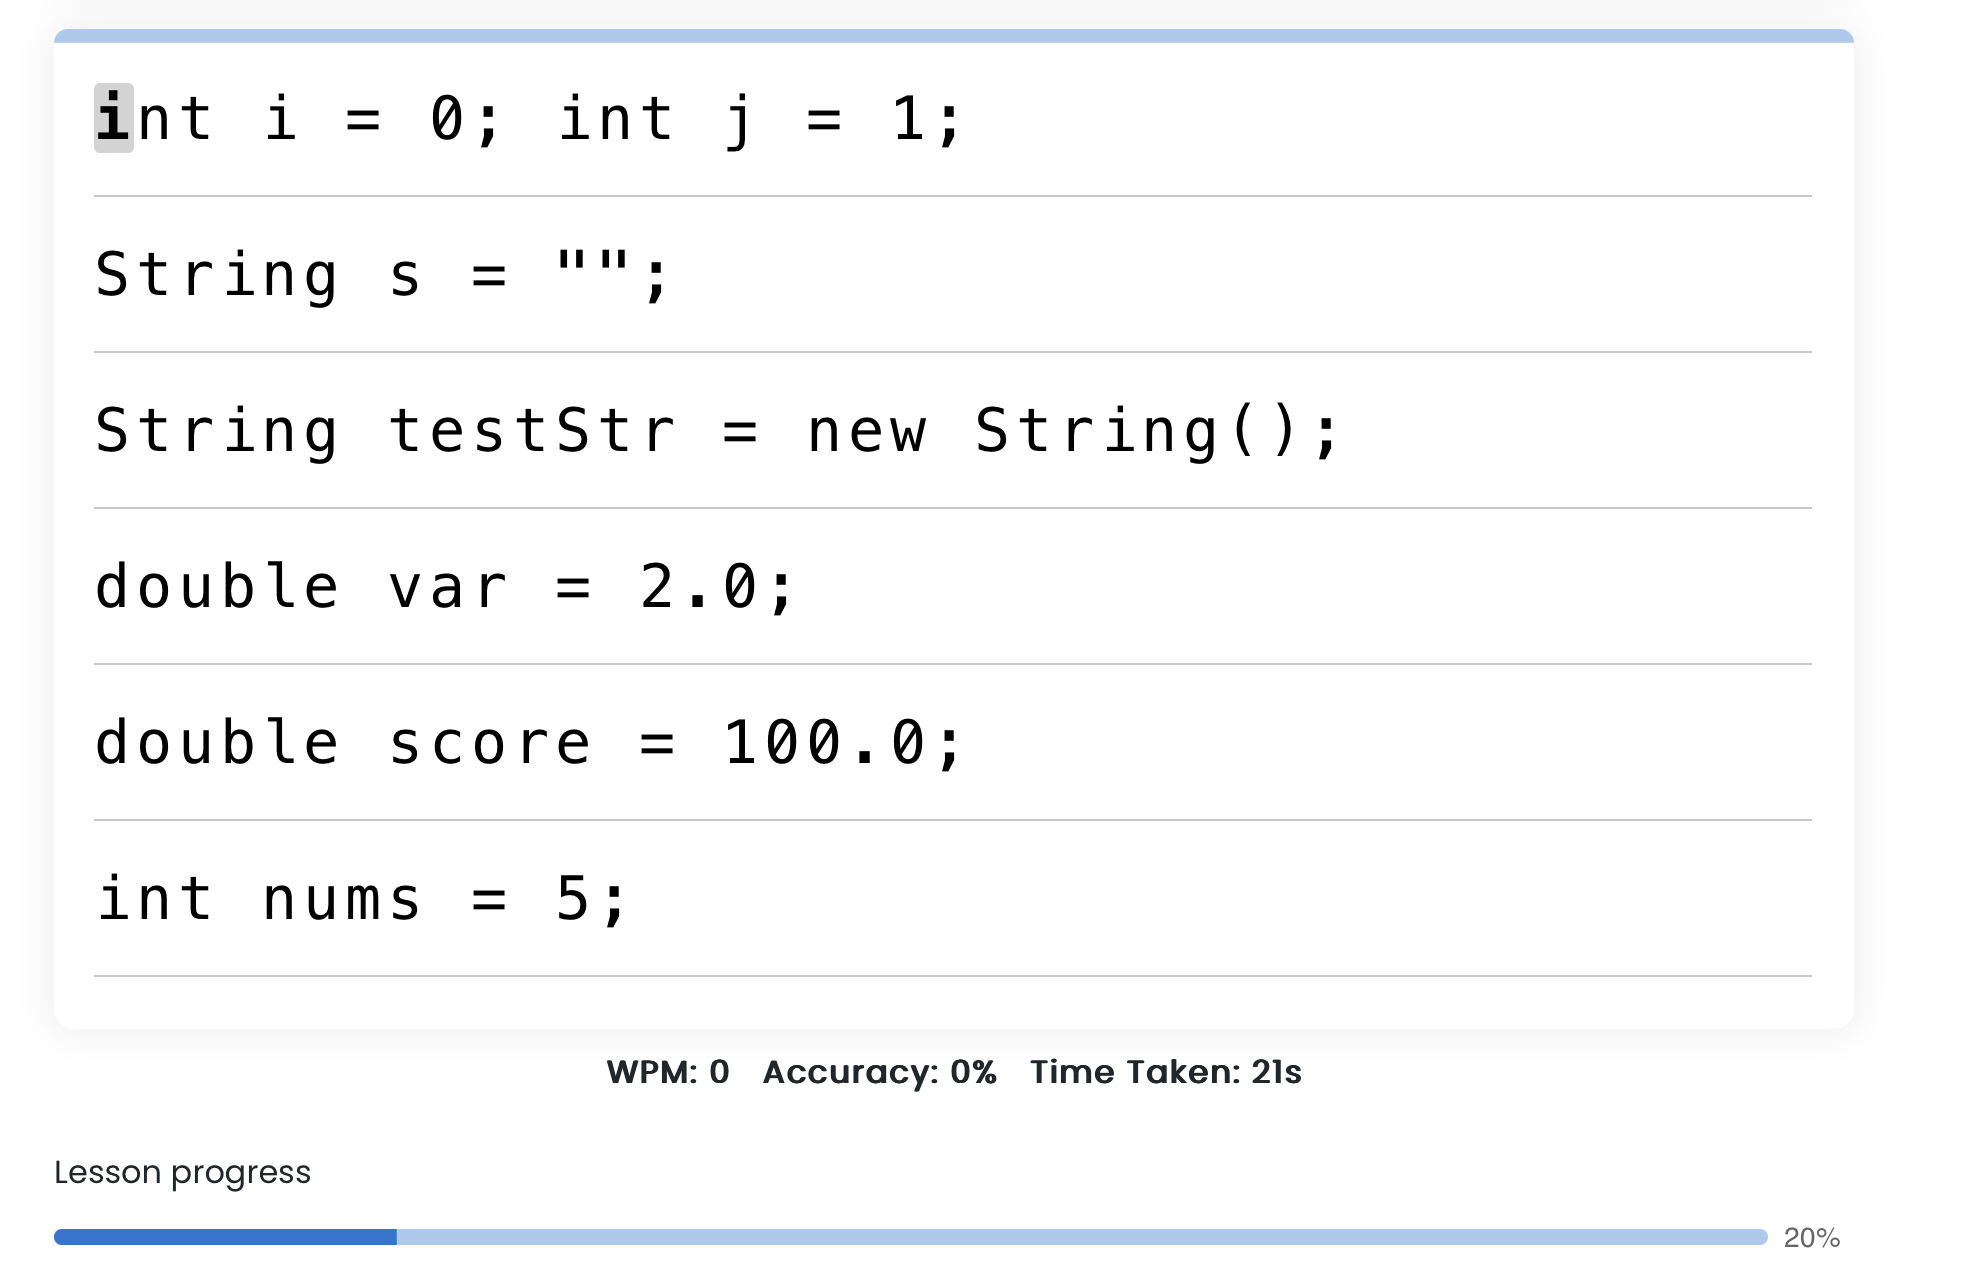 int i = 0; int j = 1;
String s = "";
String testStr = new String();
double var = 2.0;
double score = 100.0;
int nums = 5;
WPM: 0 Accuracy: 0% Time Taken: 21s
Lesson progress
20%